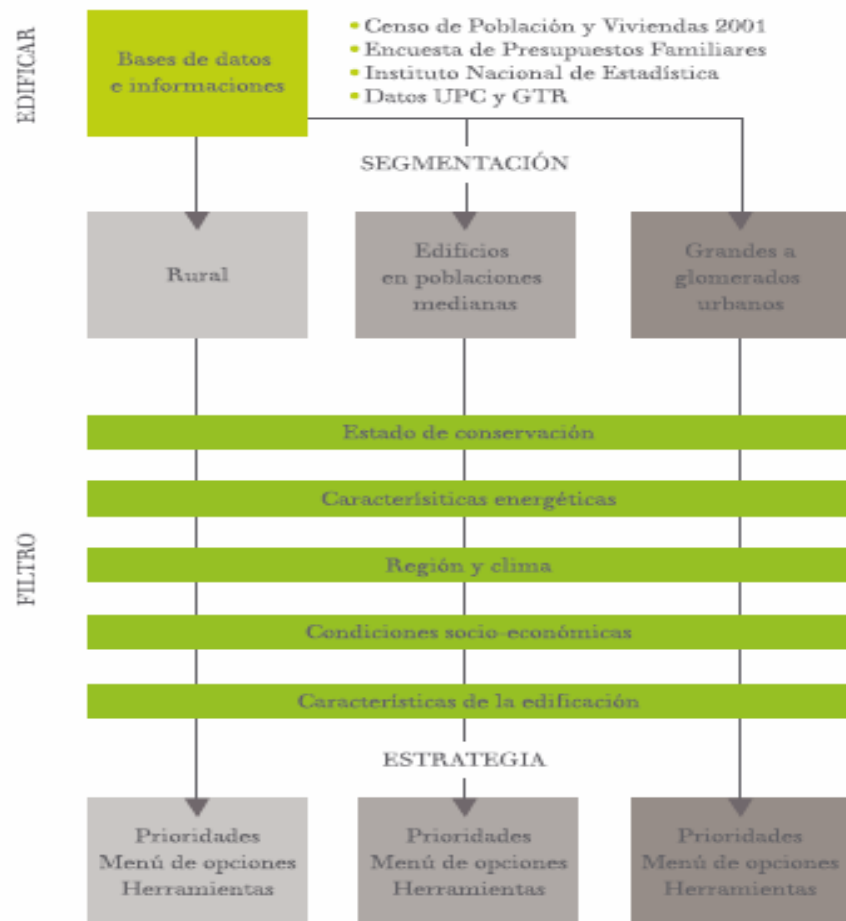 EDIFICAR
Bases de datos
e informaciones
• Censo de Población y Viviendas 2001
• Encuesta de Presupuestos Familiares
• Instituto Nacional de Estadística
• Datos UPC y GTR
SEGMENTACIÓN
Rural
Edificios
en poblaciones
medianas
Grandes a
glomerados
urbanos
FILTRO
Estado de conservación
Caracterísiticas energéticas
Región y clima
Condiciones socio-económicas
Características de la edificación
ESTRATEGIA
Prioridades
Menú de opciones
Herramientas
Prioridades
Menú de opciones
Herramientas
Prioridades
Menú de opciones
Herramientas